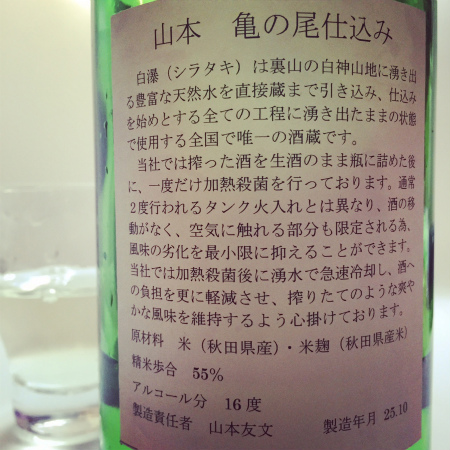 山本　亀の尾仕込み
白瀑（シラタキ）は裏山の白神山地に湧き出
る豊富な天然水を直接蔵まで引き込み、仕込み
を始めとする全ての工程に湧き出たままの状態
で使用する全国で唯一の酒蔵です。
当社では搾った酒を生酒のまま瓶に詰めた後
に、一度だけ加熱殺菌を行っております。通常
２度行われるタンク火入れとは異なり、酒の移
動がなく、空気に触れる部分も限定される為、
風味の劣化を最小限に抑えることができます。
当社では加熱殺菌後に湧水で急速冷却し、酒へ
の負担を更に軽減させ、搾りたてのような爽や
かな風味を維持するよう心掛けております。
原材料　米（秋田県産）・米麹（秋田県産米）
精米歩合　55％
アルコール分　16度
製造責任者　山本友文　製造年月 25.10